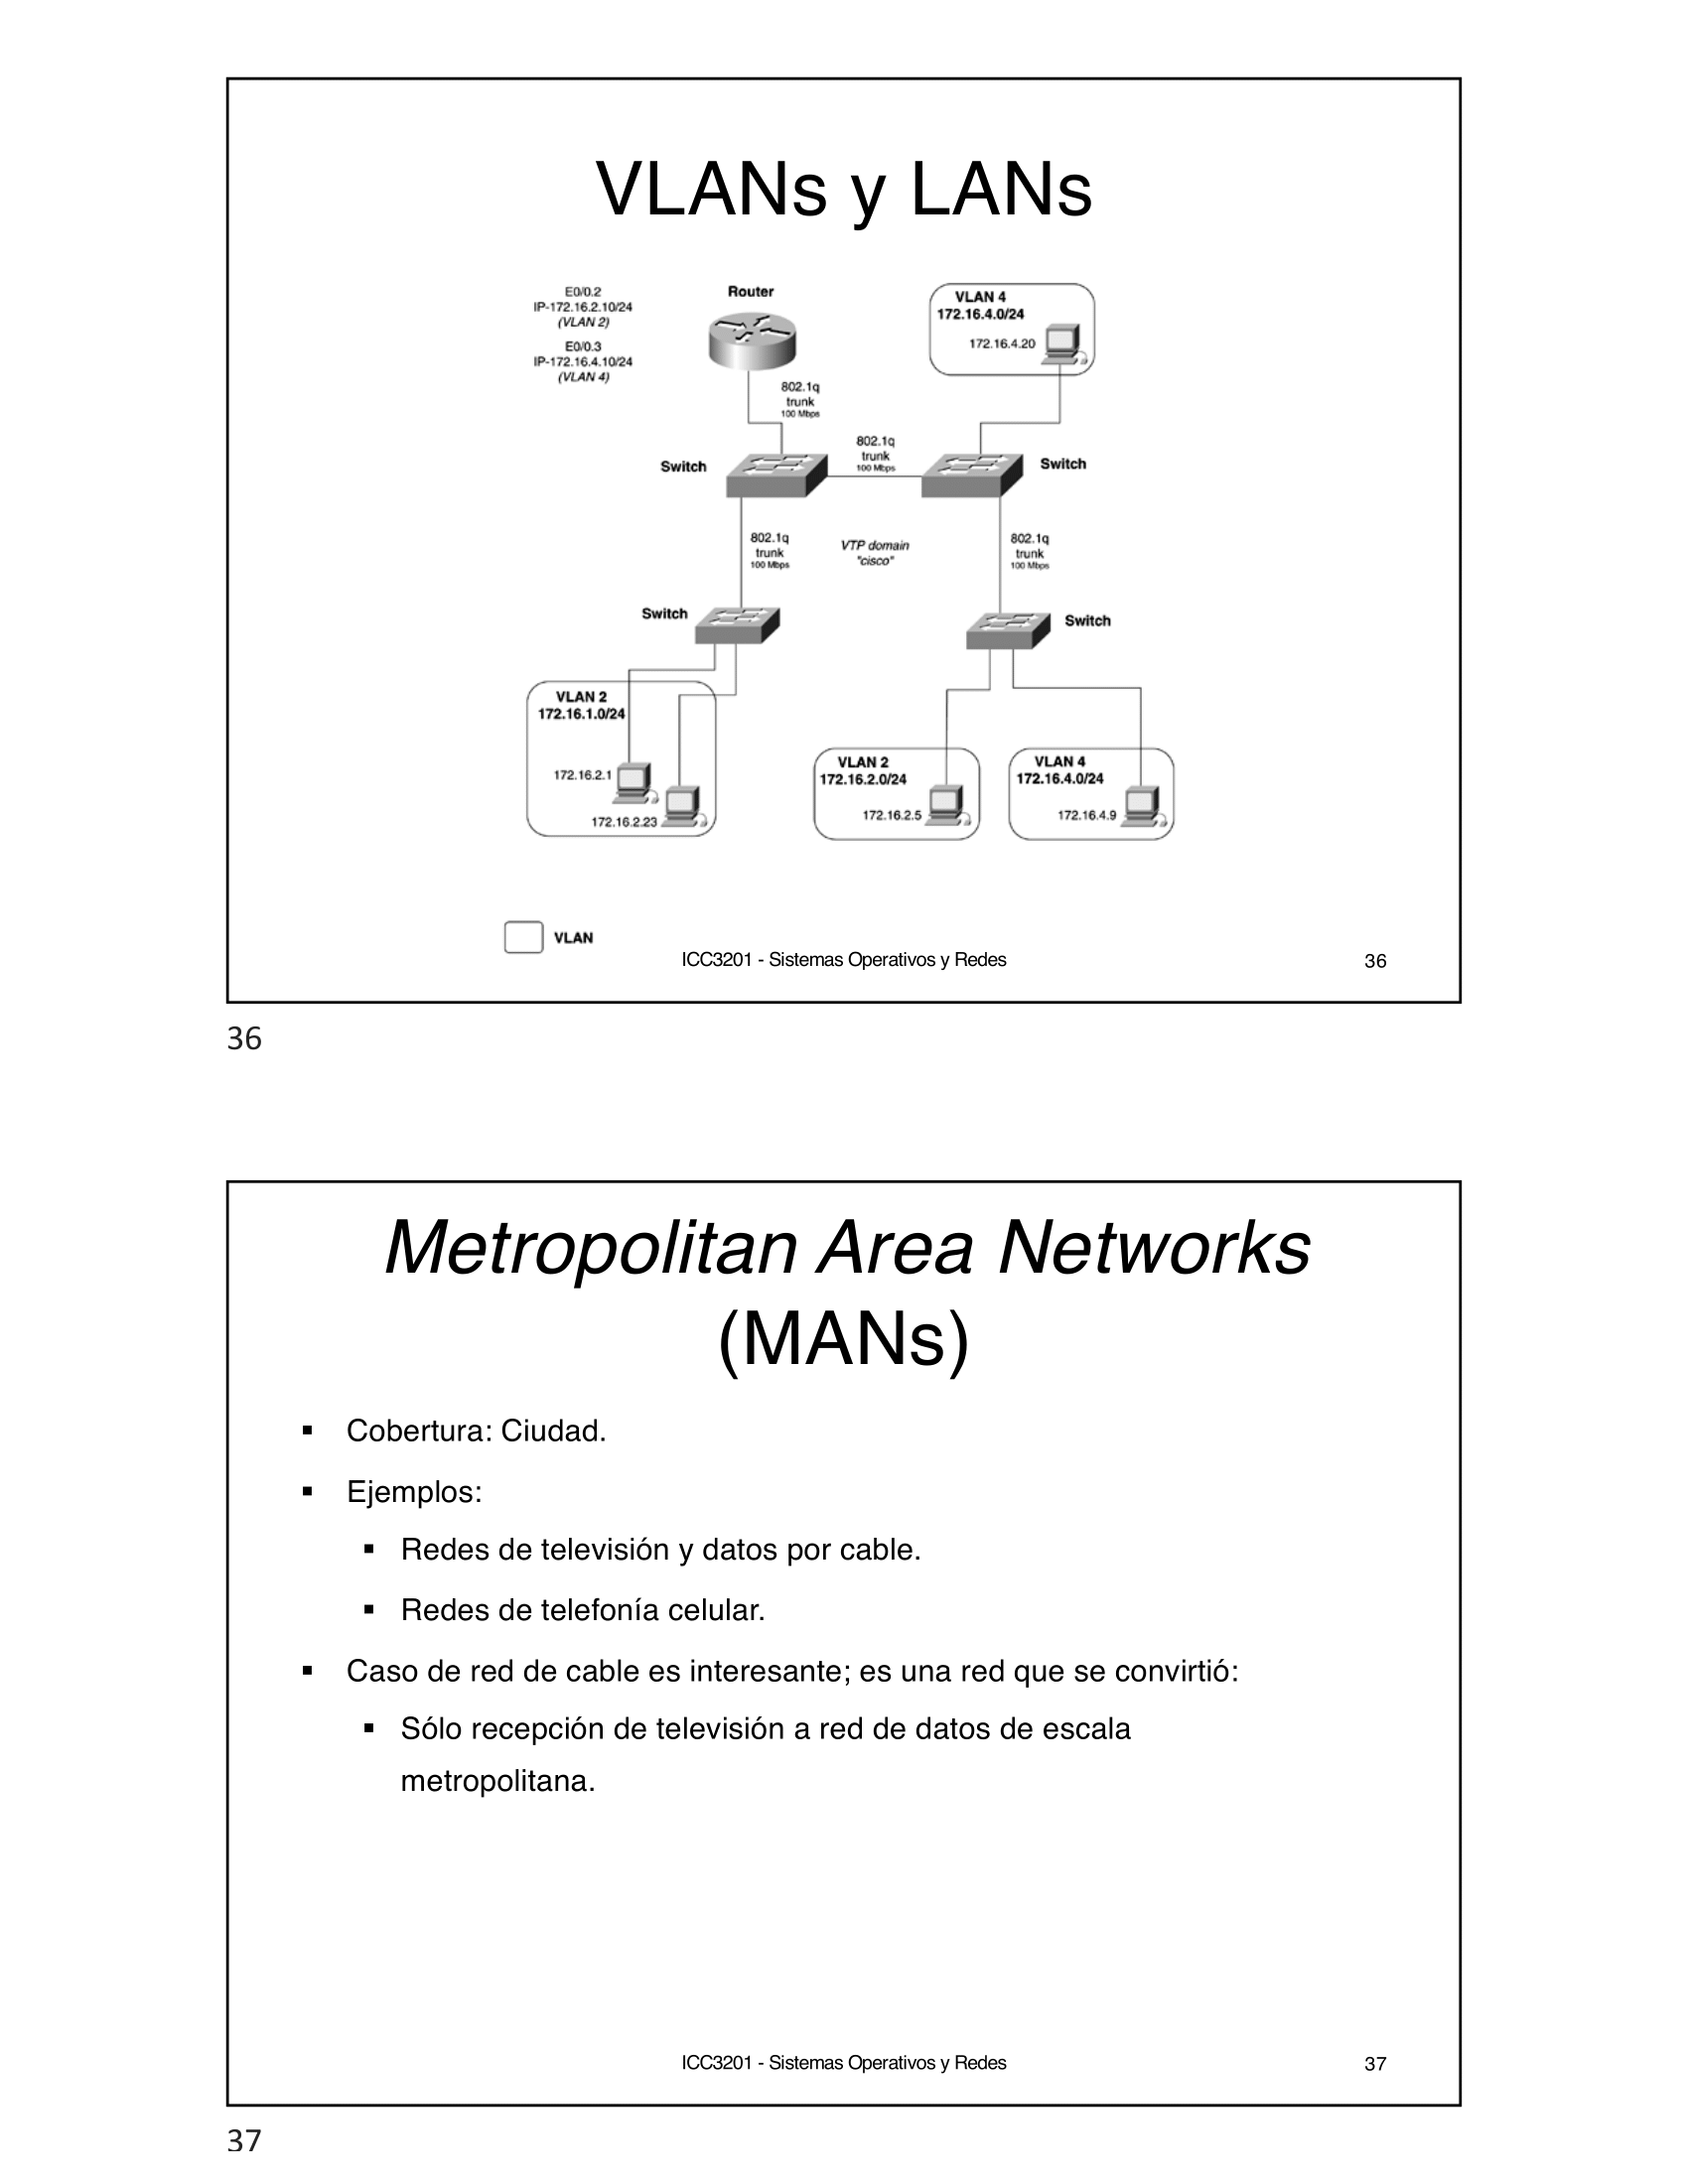 VLANs y LANs
E0/0.2
IP-172.16.2.10/24
(VLAN 2)
E0/0.3
IP-172.16.4.10/24
(VLAN 4)
Router
VLAN 4
172.16.4.0/24
172.16.4.20
802.1q
trunk
100 Mbps
Switch
802.1q
trunk
100 Mbps
Switch
802.1q
trunk
100 Mbps
VTP domain
"cisco"
802.1q
trunk
100 Mbps
Switch
Switch
VLAN 2
172.16.1.0/24
172.16.2.1
172.16.2.23
VLAN 2
172.16.2.0/24
172.16.2.5
VLAN 4
172.16.4.0/24
172.16.4.9
VLAN
ICC3201 - Sistemas Operativos y Redes
36
36
Metropolitan Area Networks
(MANs)
▪ Cobertura: Ciudad.
▪ Ejemplos:
▪ Redes de televisión y datos por cable.
▪ Redes de telefonía celular.
▪ Caso de red de cable es interesante; es una red que se convirtió:
▪ Sólo recepción de televisión a red de datos de escala
metropolitana.
ICC3201 - Sistemas Operativos y Redes
37
37